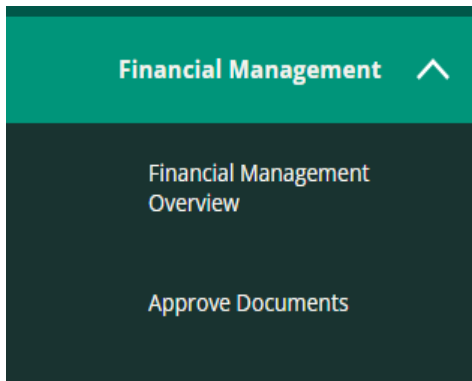 Financial Management
Financial Management
Overview
Approve Documents